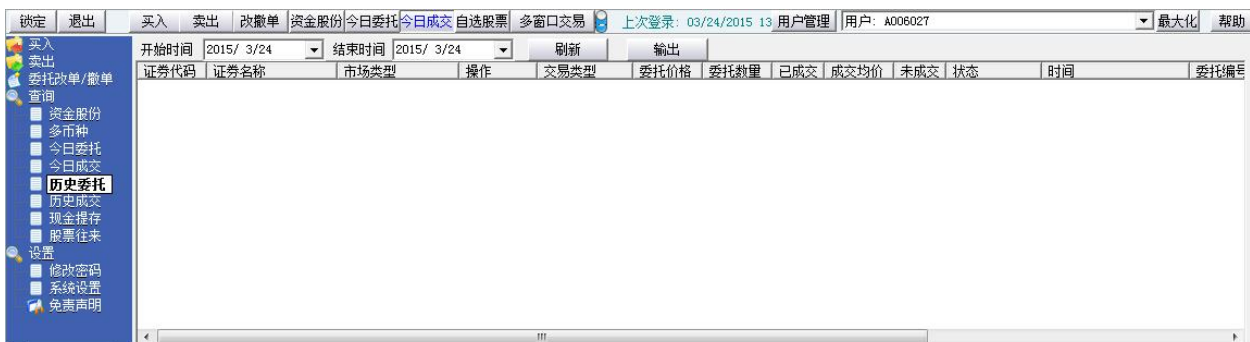 锁定 退出 买入 卖出 改撤单 资金股份 今日委托 今日成交 自选股票 多窗口交易 上次登录: 03/24/2015 13 用户管理 用户: A006027 最大化 帮助
买入
卖出
委托改单/撤单
查询
资金股份
多币种
今日委托
今日成交
历史委托
历史成交
现金提存
股票往来
设置
修改密码
系统设置
免责声明
开始时间 2015/ 3/24 结束时间 2015/ 3/24 刷新 输出
证券代码 证券名称 市场类型 操作 交易类型 委托价格 委托数量 已成交 成交均价 未成交 状态 时间 委托编号